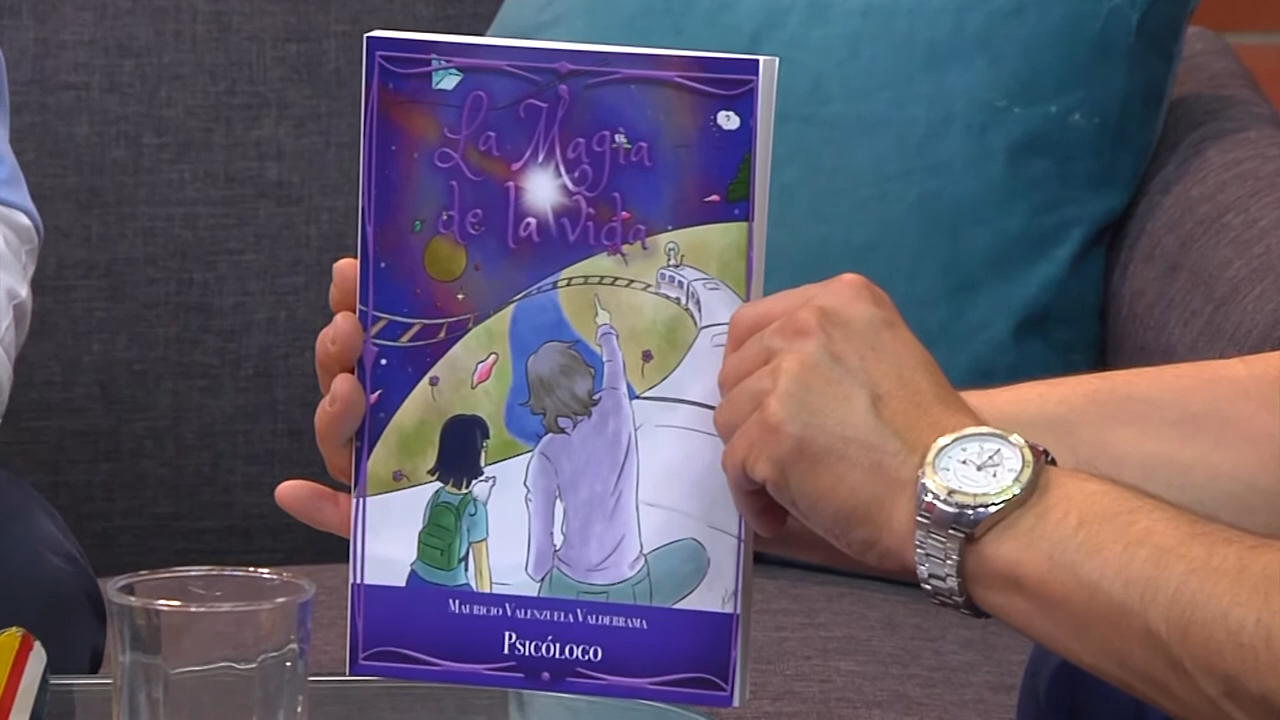 La Magia
de la vida
Mauricio Valenzuela Valderrama
Psicólogo